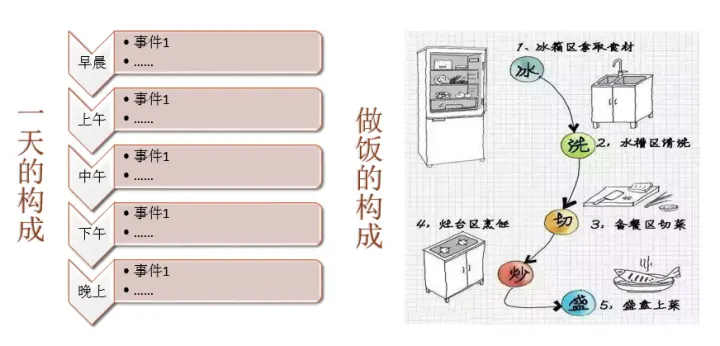 一天的构成
早晨
• 事件1
• ......
上午
• 事件1
• ......
中午
• 事件1
• ......
下午
• 事件1
• ......
晚上
• 事件1
• ......
做饭的构成
1、冰箱区拿取食材
冰
洗
2，水槽区清洗
切
3，备餐区切菜
4，灶台区烹饪
炒
盛
5，盛盘上菜